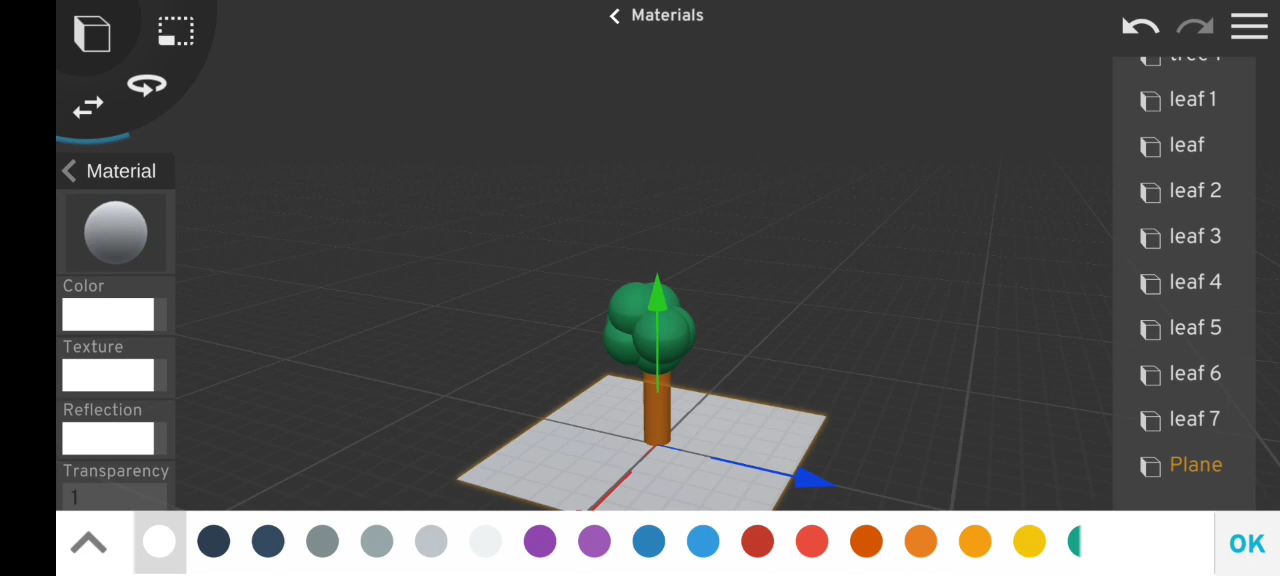 Materials
leaf 1
leaf
leaf 2
leaf 3
leaf 4
leaf 5
leaf 6
leaf 7
Plane
Material
Color
Texture
Reflection
Transparency
1
OK